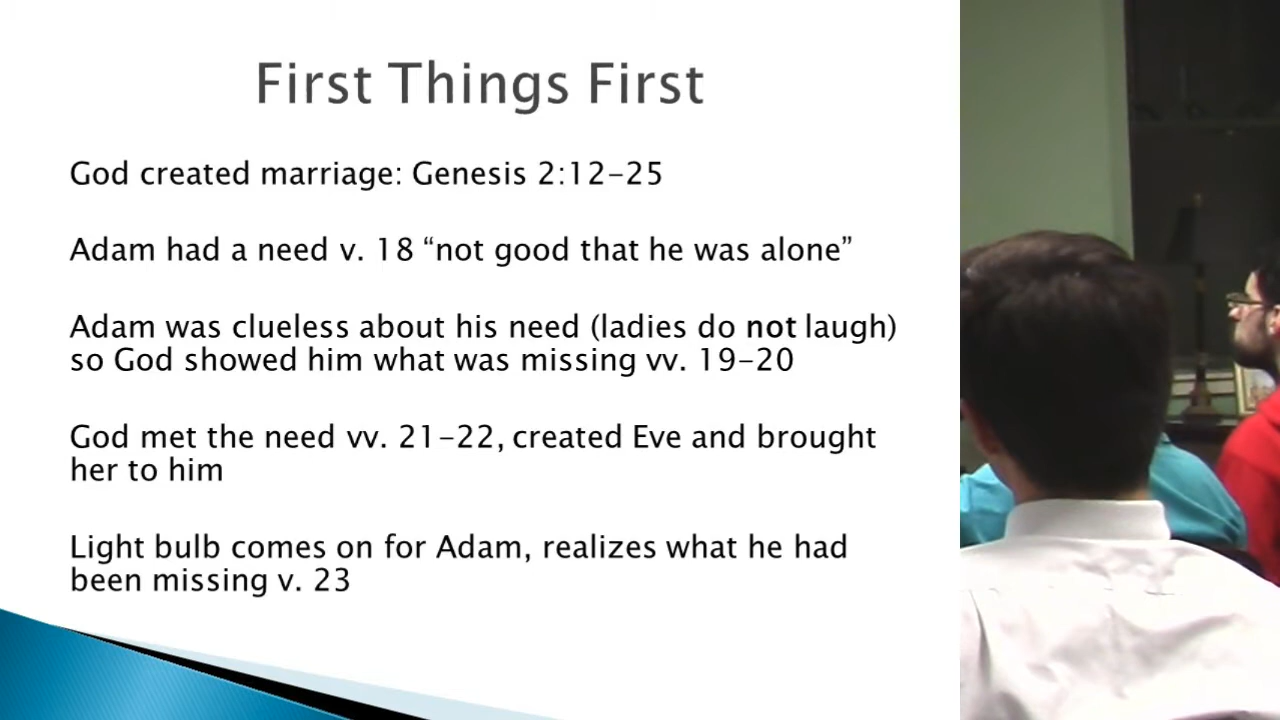 First Things First
God created marriage: Genesis 2:12-25
Adam had a need v. 18 “not good that he was alone”
Adam was clueless about his need (ladies do not laugh)
so God showed him what was missing vv. 19-20
God met the need vv. 21-22, created Eve and brought
her to him
Light bulb comes on for Adam, realizes what he had
been missing v. 23